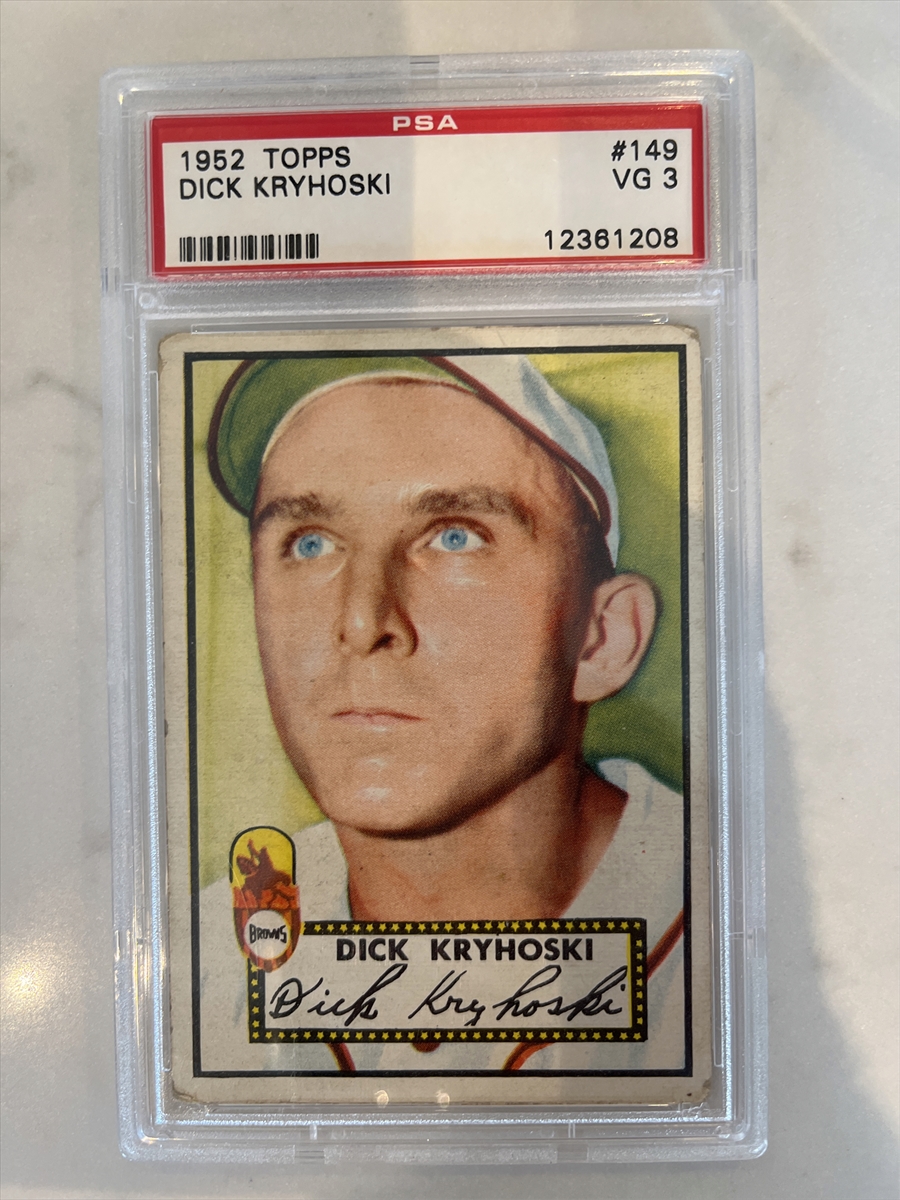 PSA
1952 TOPPS #149
DICK KRYHOSKI VG 3
12361208
BROWNS
DICK KRYHOSKI
Dick Kryhoski